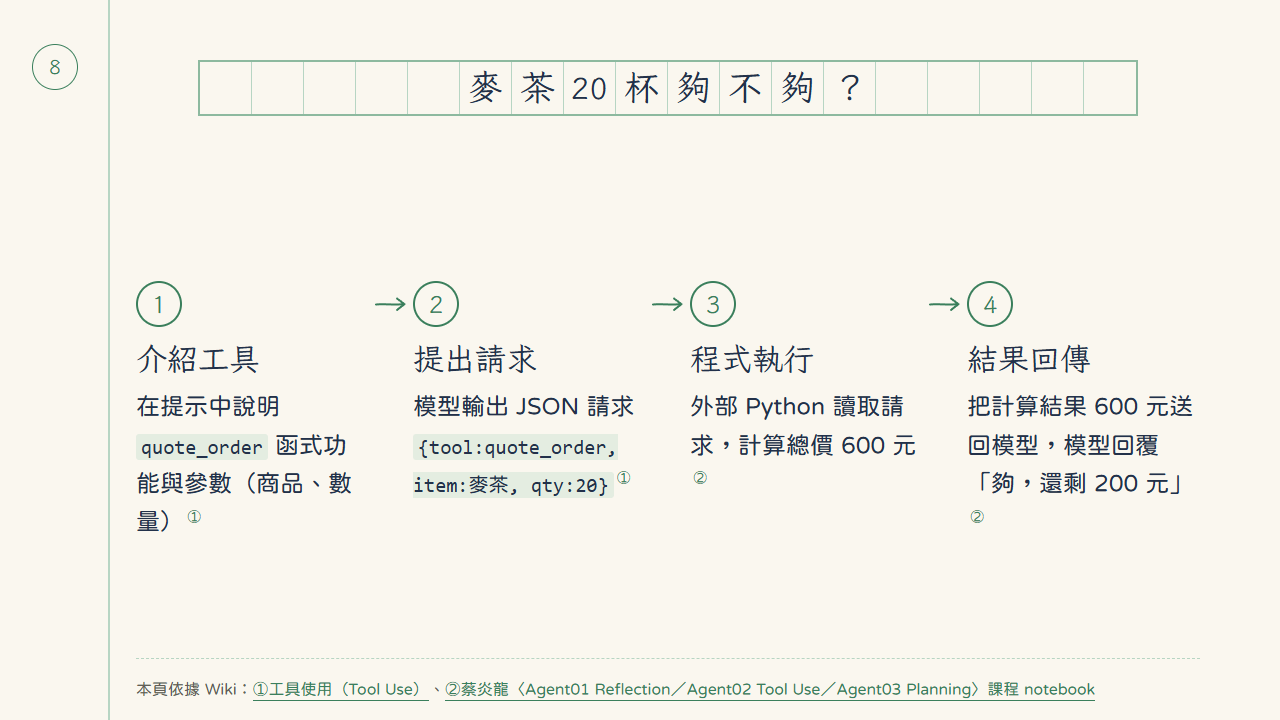 8
麥茶20杯夠不夠？
1
介紹工具
在提示中說明
quote_order 函式功
能與參數（商品、數
量）①
→ 2
提出請求
模型輸出 JSON 請求
{tool:quote_order,
item:麥茶, qty:20} ①
→ 3
程式執行
外部 Python 讀取請
求，計算總價 600 元
②
→ 4
結果回傳
把計算結果 600 元送
回模型，模型回覆
「夠，還剩 200 元」
②
本頁依據 Wiki：①工具使用（Tool Use）、②蔡炎龍〈Agent01 Reflection／Agent02 Tool Use／Agent03 Planning〉課程 notebook